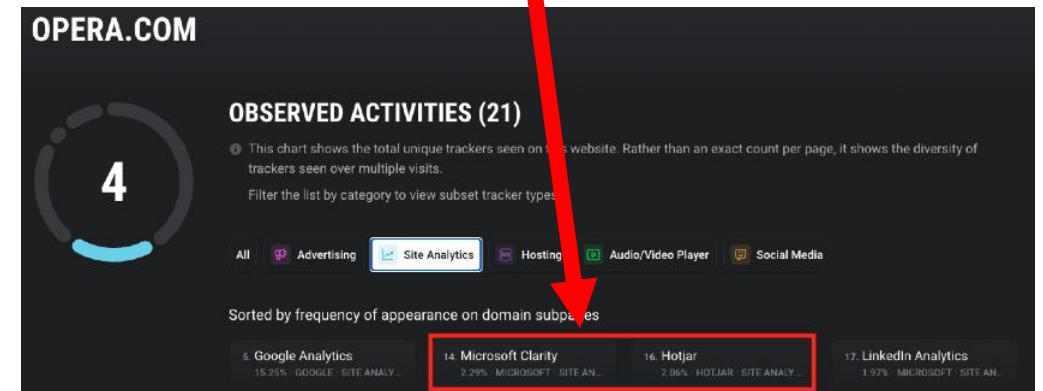 OPERA.COM
4
OBSERVED ACTIVITIES (21)
This chart shows the total unique trackers seen on this website. Rather than an exact count per page, it shows the diversity of
trackers seen over multiple visits.
Filter the list by category to view subset tracker types
All Advertising Site Analytics Hosting Audio/Video Player Social Media
Sorted by frequency of appearance on domain subpages
5. Google Analytics
15.25% · GOOGLE · SITE ANALY...
14. Microsoft Clarity
2.29% · MICROSOFT · SITE AN...
16. Hotjar
2.06% · HOTJAR · SITE ANALY...
17. LinkedIn Analytics
1.97% · MICROSOFT · SITE AN...